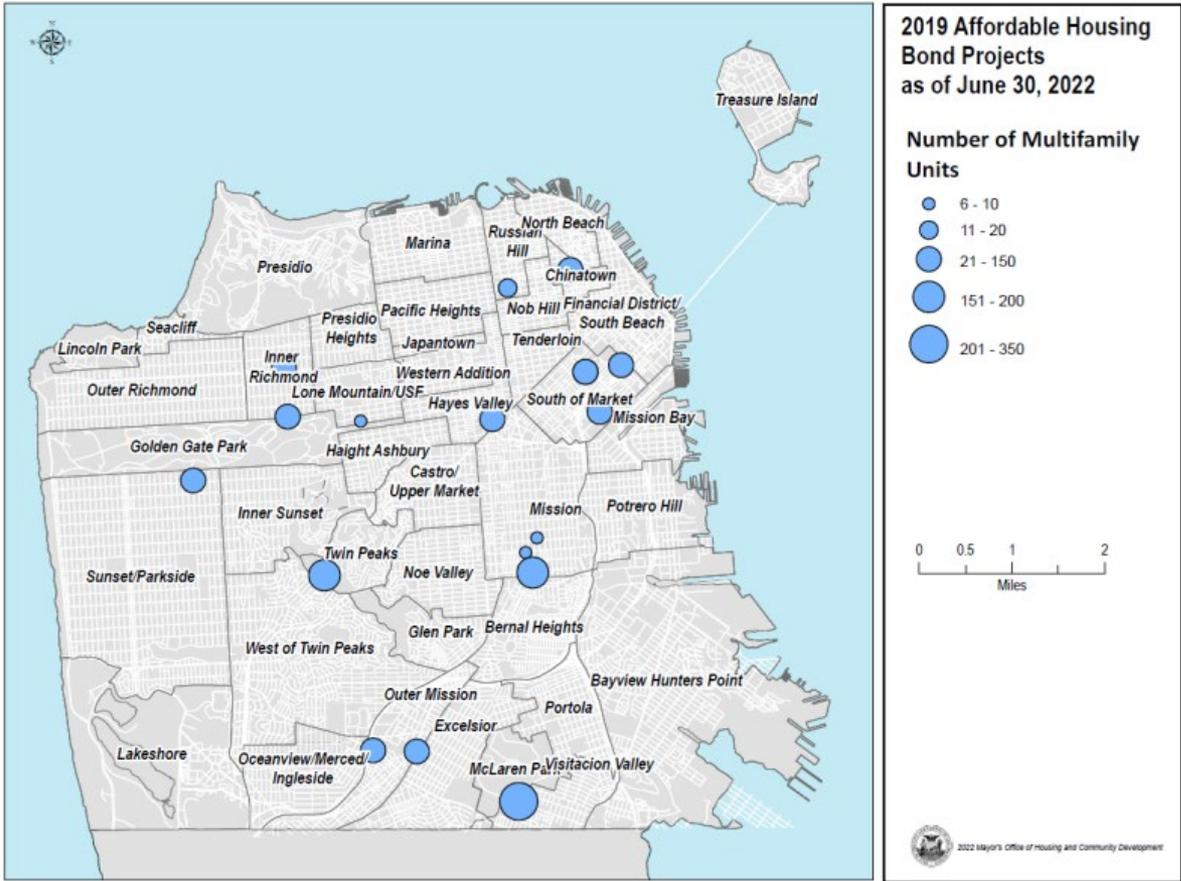 2019 Affordable Housing
Bond Projects
as of June 30, 2022
Number of Multifamily
Units
6 - 10
11 - 20
21 - 150
151 - 200
201 - 350
0 0.5 1 2
Miles
2022 Mayor's Office of Housing and Community Development
N
S
Treasure Island
North Beach
Russian
Hill
Marina
Chinatown
Presidio
Nob Hill
Financial District/
South Beach
Pacific Heights
Presidio
Heights
Seacliff
Lincoln Park
Japantown
Tenderloin
Inner
Richmond
Western Addition
Outer Richmond
Lone Mountain/USF
Hayes Valley
South of Market
Mission Bay
Golden Gate Park
Haight Ashbury
Castro/
Upper Market
Inner Sunset
Mission
Potrero Hill
Twin Peaks
Noe Valley
Sunset/Parkside
Glen Park
Bernal Heights
West of Twin Peaks
Bayview Hunters Point
Outer Mission
Portola
Excelsior
Lakeshore
Oceanview/Merced/
Ingleside
McLaren Park
Visitacion Valley